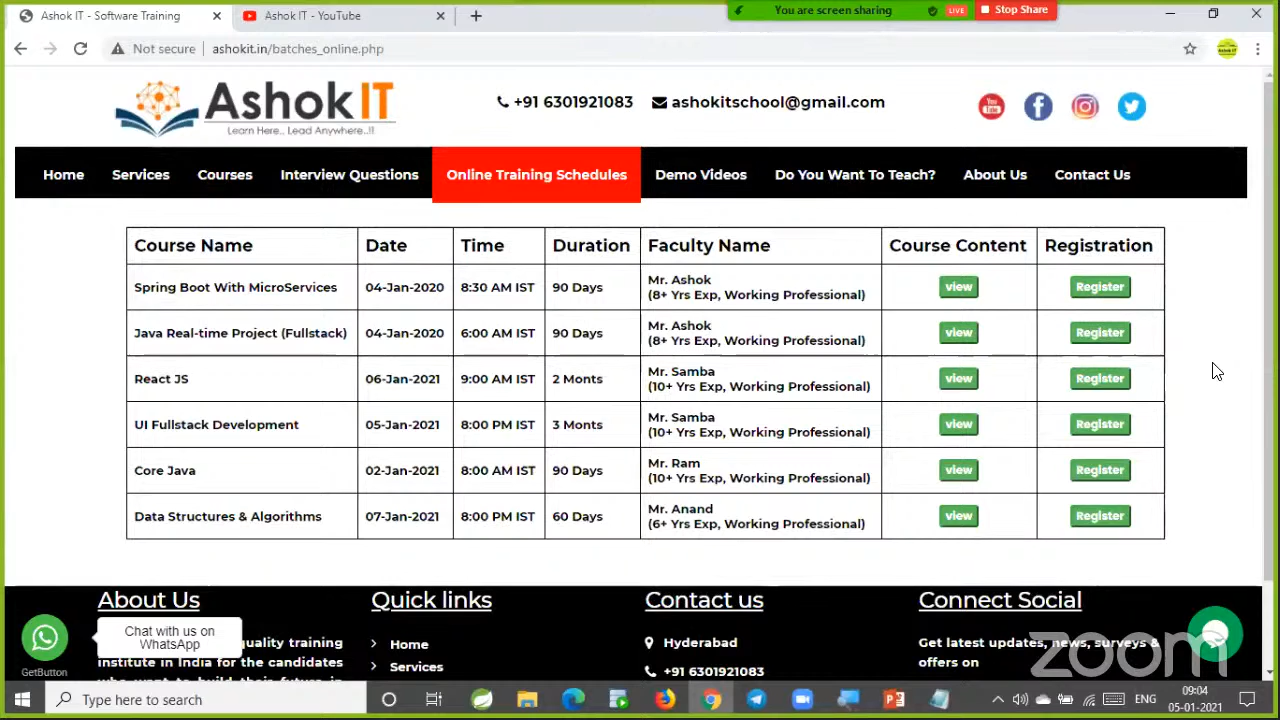 Ashok IT - Software Training
Ashok IT - YouTube
You are screen sharing
LIVE
Stop Share
Not secure
ashokit.in/batches_online.php
Ashok IT
Learn Here.. Lead Anywhere..!!
+91 6301921083
ashokitschool@gmail.com
Home
Services
Courses
Interview Questions
Online Training Schedules
Demo Videos
Do You Want To Teach?
About Us
Contact Us
Course Name Date Time Duration Faculty Name Course Content Registration
Spring Boot With MicroServices 04-Jan-2020 8:30 AM IST 90 Days Mr. Ashok
(8+ Yrs Exp, Working Professional) view Register
Java Real-time Project (Fullstack) 04-Jan-2020 6:00 AM IST 90 Days Mr. Ashok
(8+ Yrs Exp, Working Professional) view Register
React JS 06-Jan-2021 9:00 AM IST 2 Monts Mr. Samba
(10+ Yrs Exp, Working Professional) view Register
UI Fullstack Development 05-Jan-2021 8:00 PM IST 3 Monts Mr. Samba
(10+ Yrs Exp, Working Professional) view Register
Core Java 02-Jan-2021 8:00 AM IST 90 Days Mr. Ram
(10+ Yrs Exp, Working Professional) view Register
Data Structures & Algorithms 07-Jan-2021 8:00 PM IST 60 Days Mr. Anand
(6+ Yrs Exp, Working Professional) view Register
About Us
quality training
institute in India for the candidates
Chat with us on
WhatsApp
GetButton
Quick links
Home
Services
Contact us
Hyderabad
+91 6301921083
Connect Social
Get latest updates, news, surveys &
offers on
zoom
Type here to search
ENG
09:04
05-01-2021